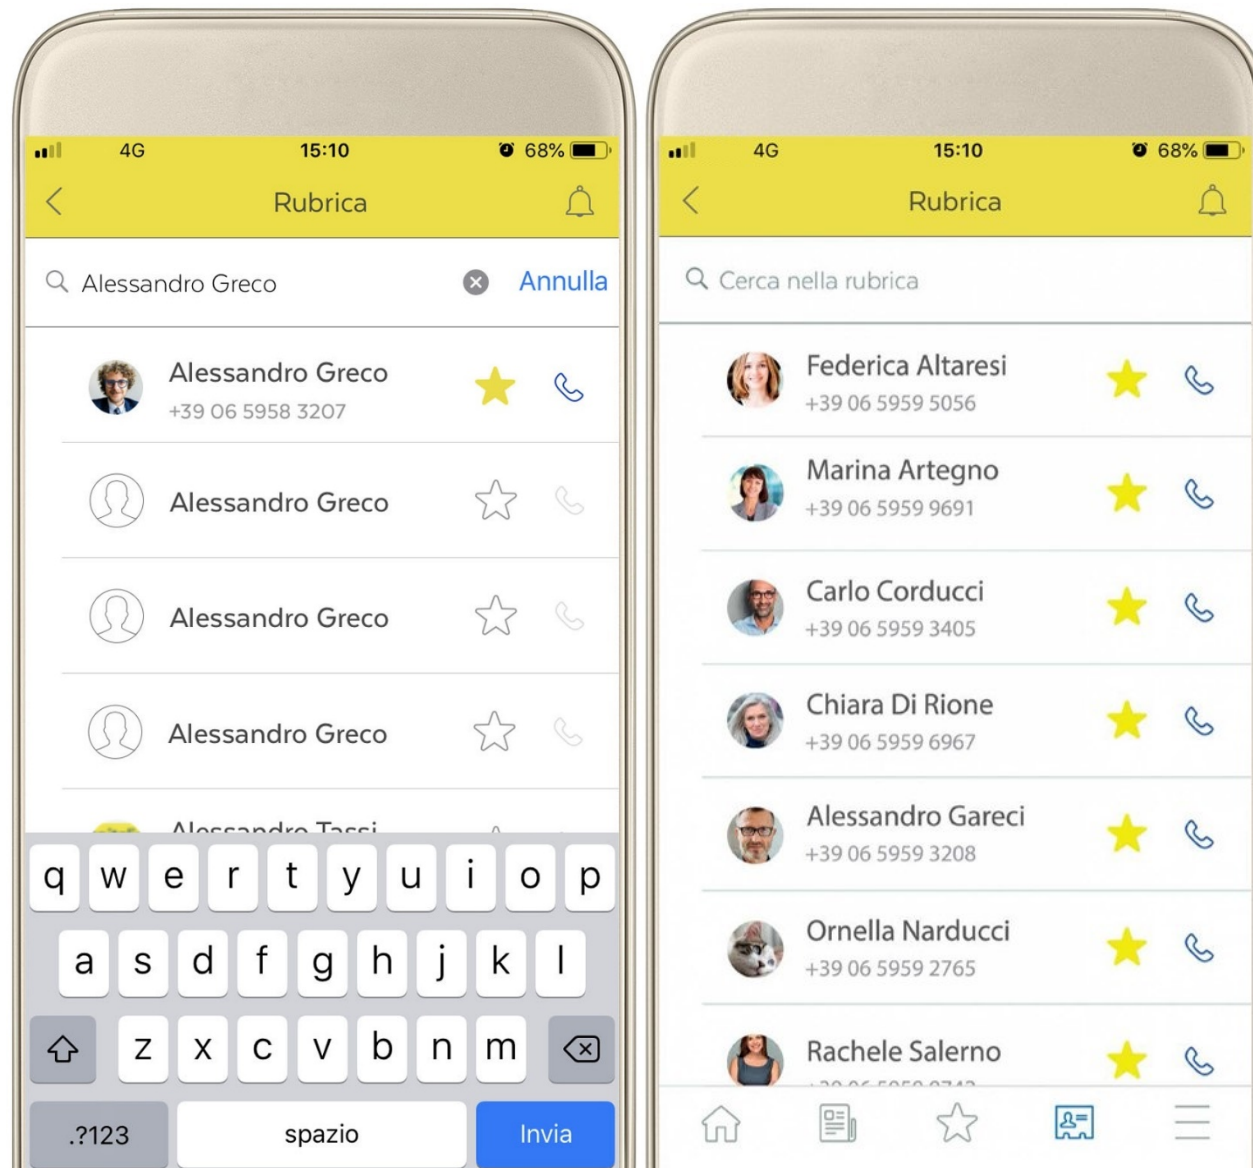 4G 15:10 68%
Rubrica
Alessandro Greco Annulla
Alessandro Greco
+39 06 5958 3207
Alessandro Greco
Alessandro Greco
Alessandro Greco
Alessandro Tassi
q w e r t y u i o p
a s d f g h j k l
z x c v b n m
.?123 spazio Invia
4G 15:10 68%
Rubrica
Cerca nella rubrica
Federica Altaresi
+39 06 5959 5056
Marina Artegno
+39 06 5959 9691
Carlo Corducci
+39 06 5959 3405
Chiara Di Rione
+39 06 5959 6967
Alessandro Gareci
+39 06 5959 3208
Ornella Narducci
+39 06 5959 2765
Rachele Salerno